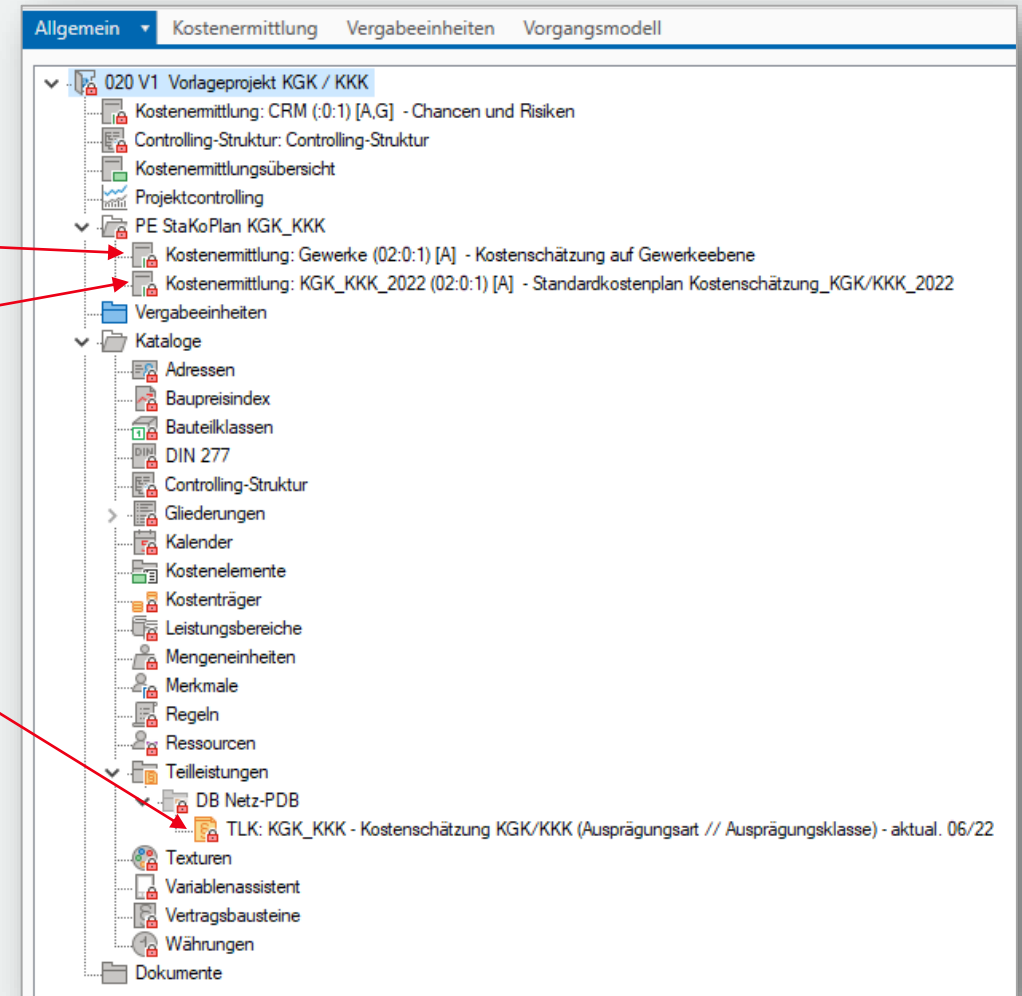 Allgemein Kostenermittlung Vergabeeinheiten Vorgangsmodell
020 V1 Vorlageprojekt KGK / KKK
Kostenermittlung: CRM (:0:1) [A,G] - Chancen und Risiken
Controlling-Struktur: Controlling-Struktur
Kostenermittlungsübersicht
Projektcontrolling
PE StaKoPlan KGK_KKK
Kostenermittlung: Gewerke (02:0:1) [A] - Kostenschätzung auf Gewerkeebene
Kostenermittlung: KGK_KKK_2022 (02:0:1) [A] - Standardkostenplan Kostenschätzung_KGK/KKK_2022
Vergabeeinheiten
Kataloge
Adressen
Baupreisindex
Bauteilklassen
DIN 277
Controlling-Struktur
Gliederungen
Kalender
Kostenelemente
Kostenträger
Leistungsbereiche
Mengeneinheiten
Merkmale
Regeln
Ressourcen
Teilleistungen
DB Netz-PDB
TLK: KGK_KKK - Kostenschätzung KGK/KKK (Ausprägungsart // Ausprägungsklasse) - aktual. 06/22
Texturen
Variablenassistent
Vertragsbausteine
Währungen
Dokumente